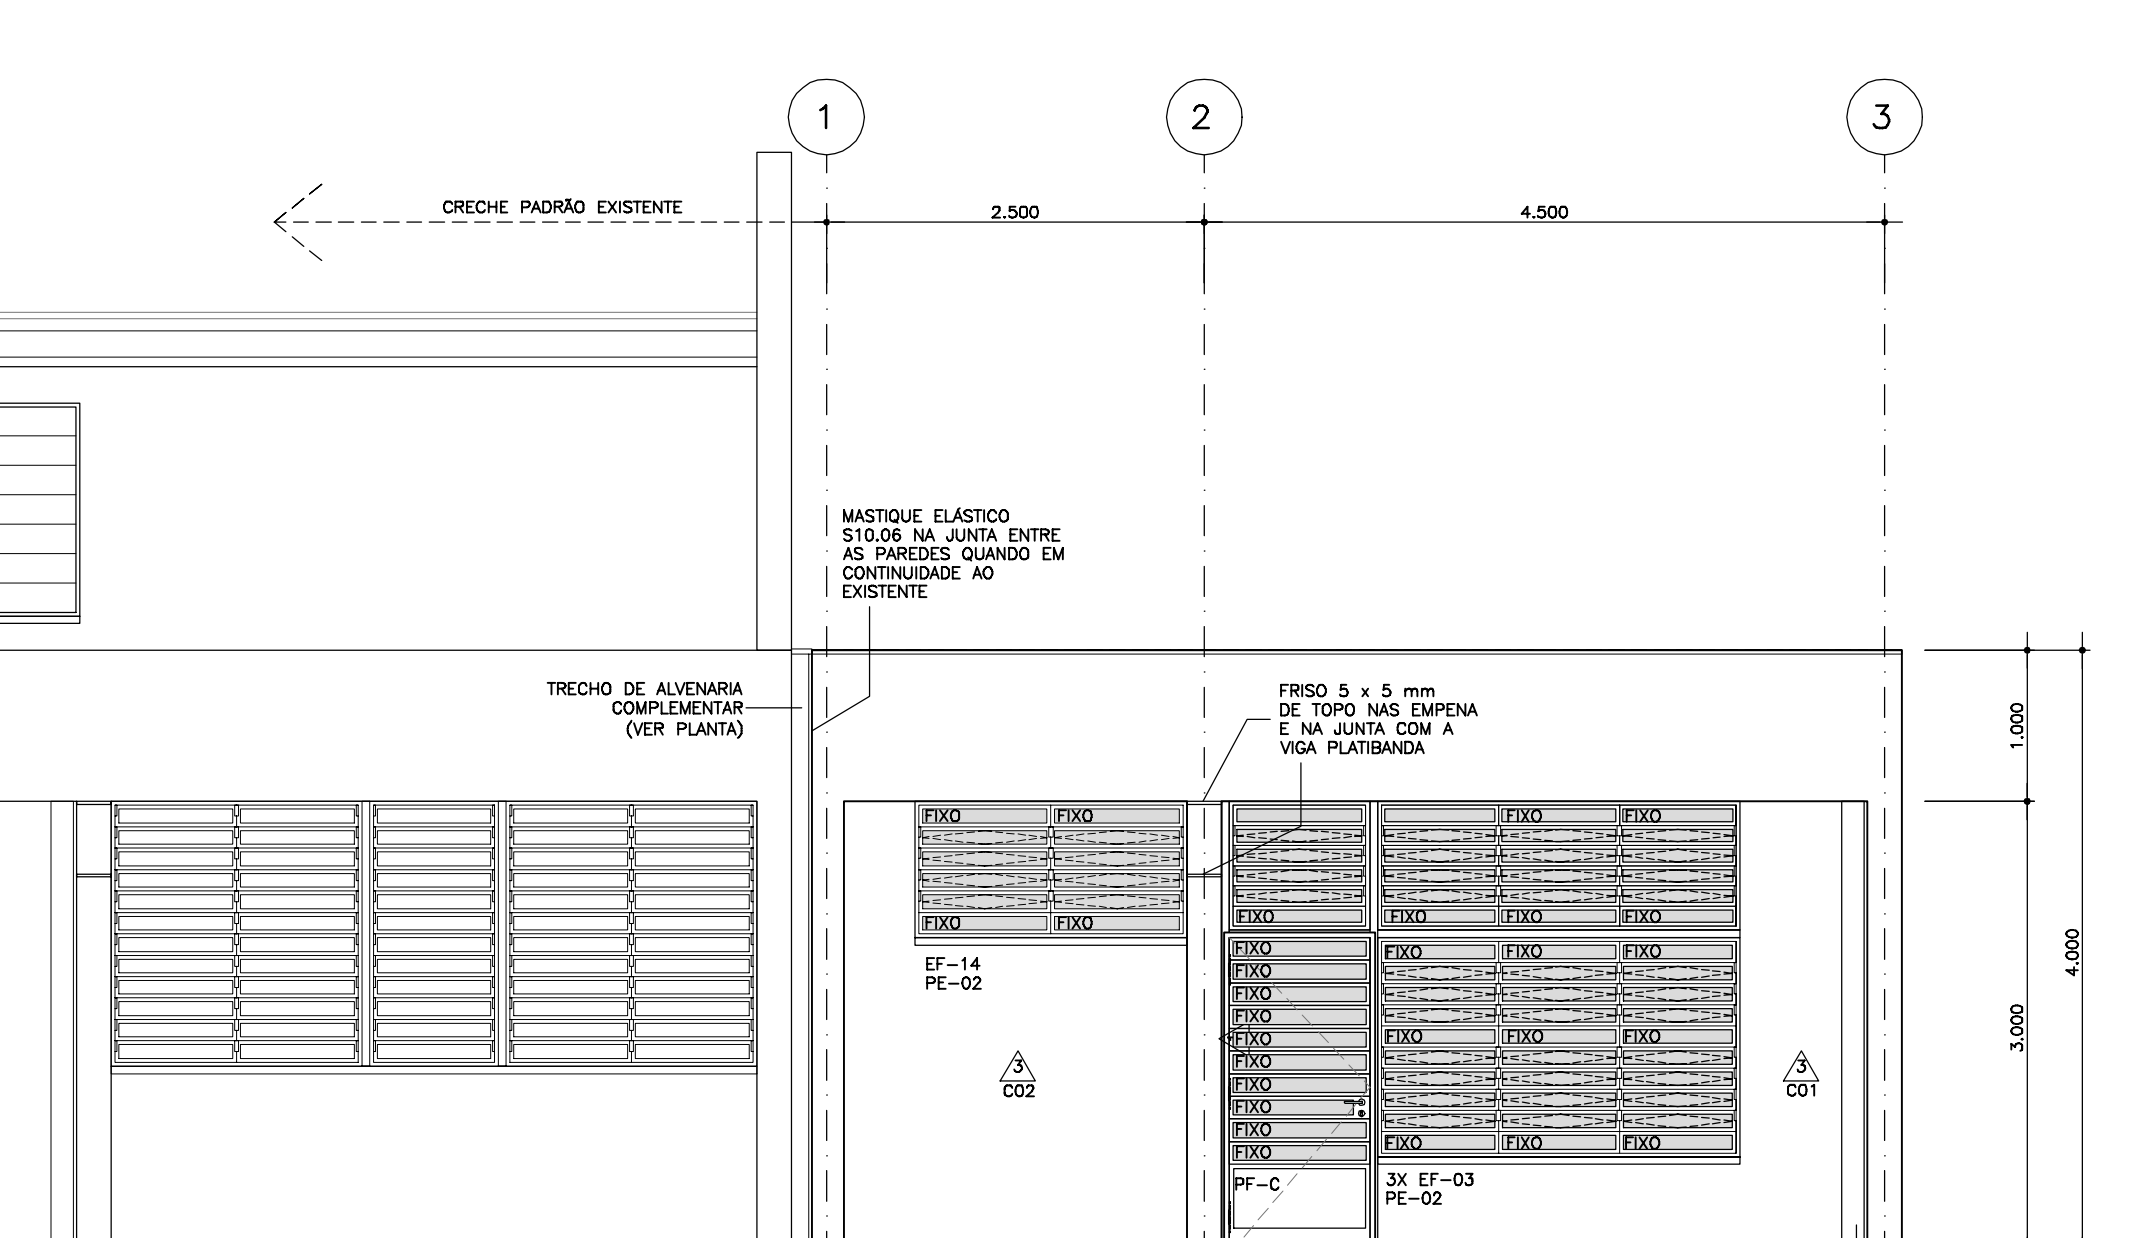 1
2
3
CRECHE PADRÃO EXISTENTE
2.500
4.500
MASTIQUE ELÁSTICO
S10.06 NA JUNTA ENTRE
AS PAREDES QUANDO EM
CONTINUIDADE AO
EXISTENTE
TRECHO DE ALVENARIA
COMPLEMENTAR
(VER PLANTA)
FRISO 5 x 5 mm
DE TOPO NAS EMPENA
E NA JUNTA COM A
VIGA PLATIBANDA
1.000
4.000
3.000
FIXO FIXO
FIXO FIXO
EF-14
PE-02
3
C02
FIXO
FIXO
FIXO
FIXO
FIXO
FIXO
FIXO
FIXO
FIXO
FIXO
FIXO
PF-C
FIXO FIXO
FIXO FIXO FIXO
FIXO FIXO FIXO
FIXO FIXO FIXO
FIXO FIXO FIXO
3X EF-03
PE-02
3
C01